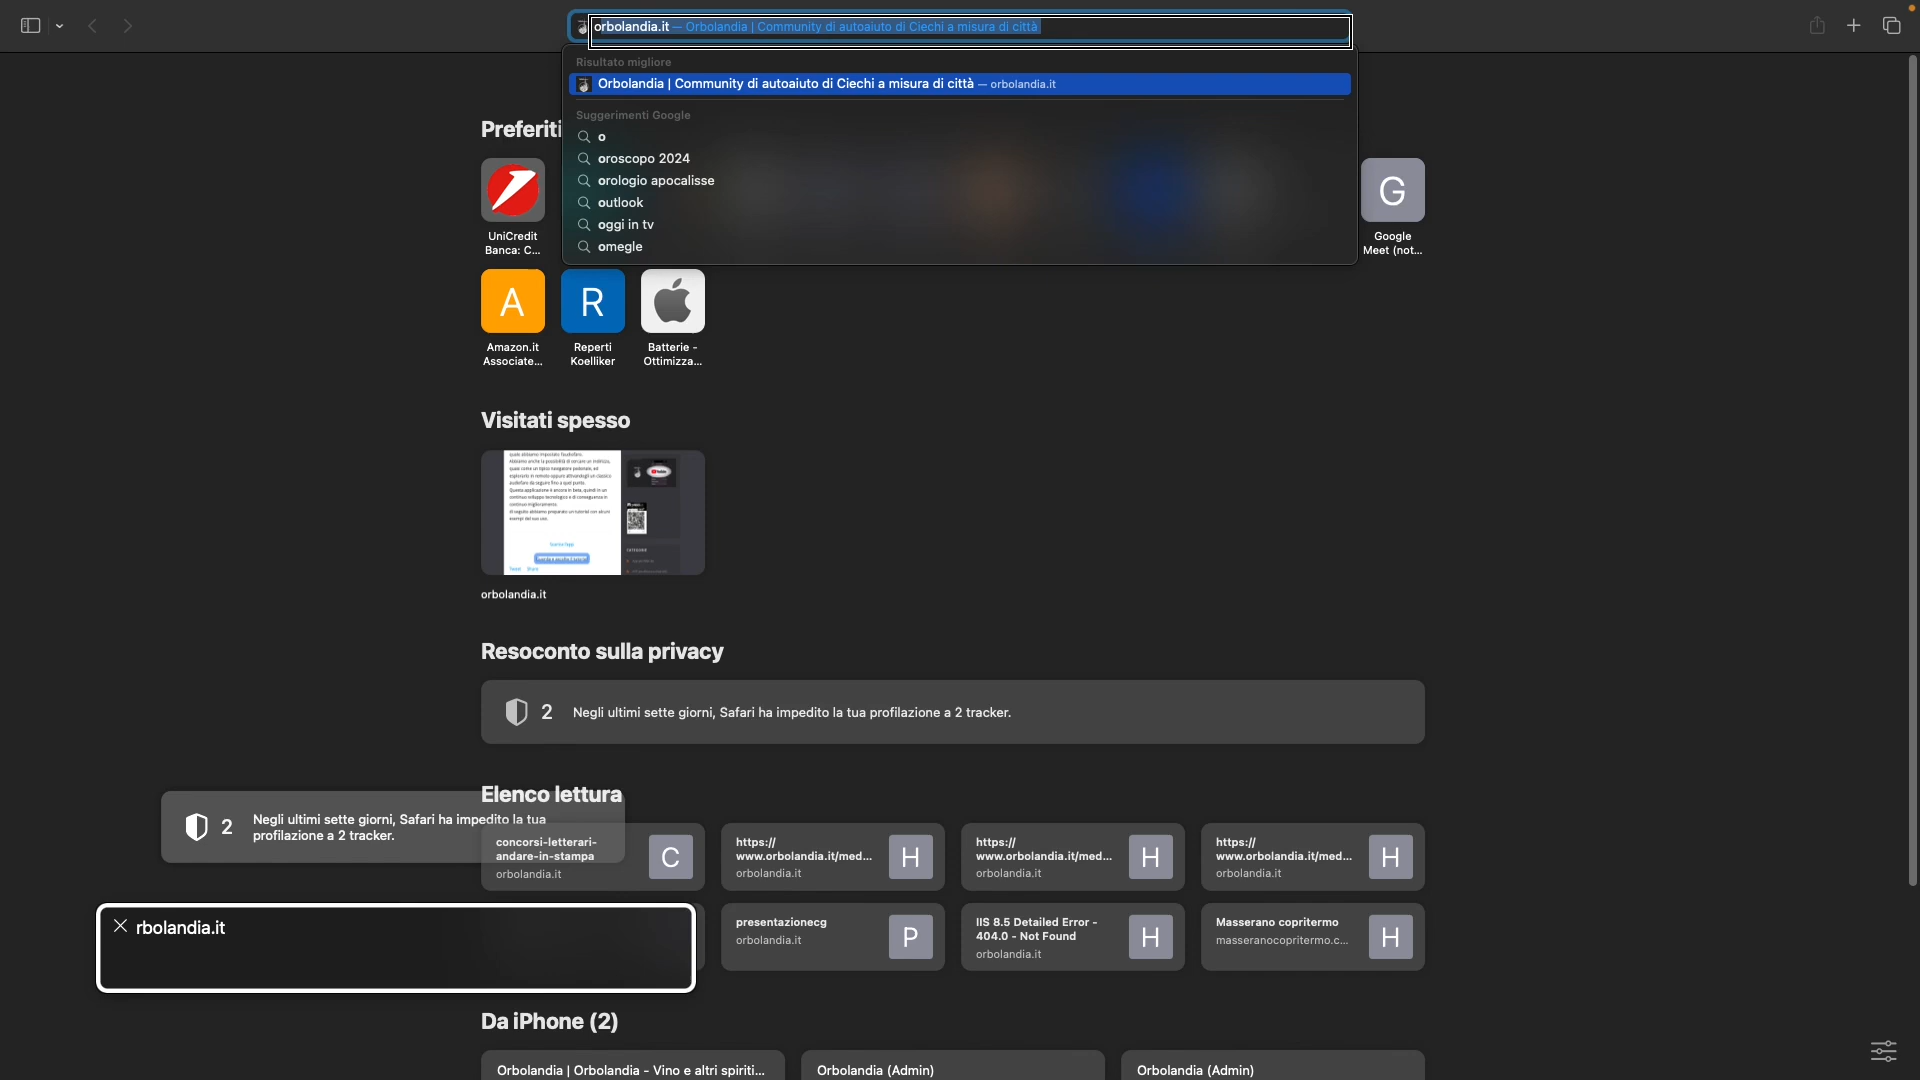 orbolandia.it — Orbolandia | Community di autoaiuto di Ciechi a misura di città
Risultato migliore
Orbolandia | Community di autoaiuto di Ciechi a misura di città — orbolandia.it
Suggerimenti Google
o
oroscopo 2024
orologio apocalisse
outlook
oggi in tv
omegle
Preferiti
UniCredit
Banca: C...
G
Google
Meet (not...
A
Amazon.it
Associate...
R
Reperti
Koelliker
Batterie -
Ottimizza...
Visitati spesso
orbolandia.it
Resoconto sulla privacy
2 Negli ultimi sette giorni, Safari ha impedito la tua profilazione a 2 tracker.
Elenco lettura
2 Negli ultimi sette giorni, Safari ha impedito la tua
profilazione a 2 tracker.
concorsi-letterari-
andare-in-stampa
orbolandia.it
C
https://
www.orbolandia.it/med...
orbolandia.it
H
https://
www.orbolandia.it/med...
orbolandia.it
H
https://
www.orbolandia.it/med...
orbolandia.it
H
rbolandia.it
presentazionecg
orbolandia.it
P
IIS 8.5 Detailed Error -
404.0 - Not Found
orbolandia.it
H
Masserano copritermo
masseranocopritermo.c...
H
Da iPhone (2)
Orbolandia | Orbolandia - Vino e altri spiriti...
Orbolandia (Admin)
Orbolandia (Admin)